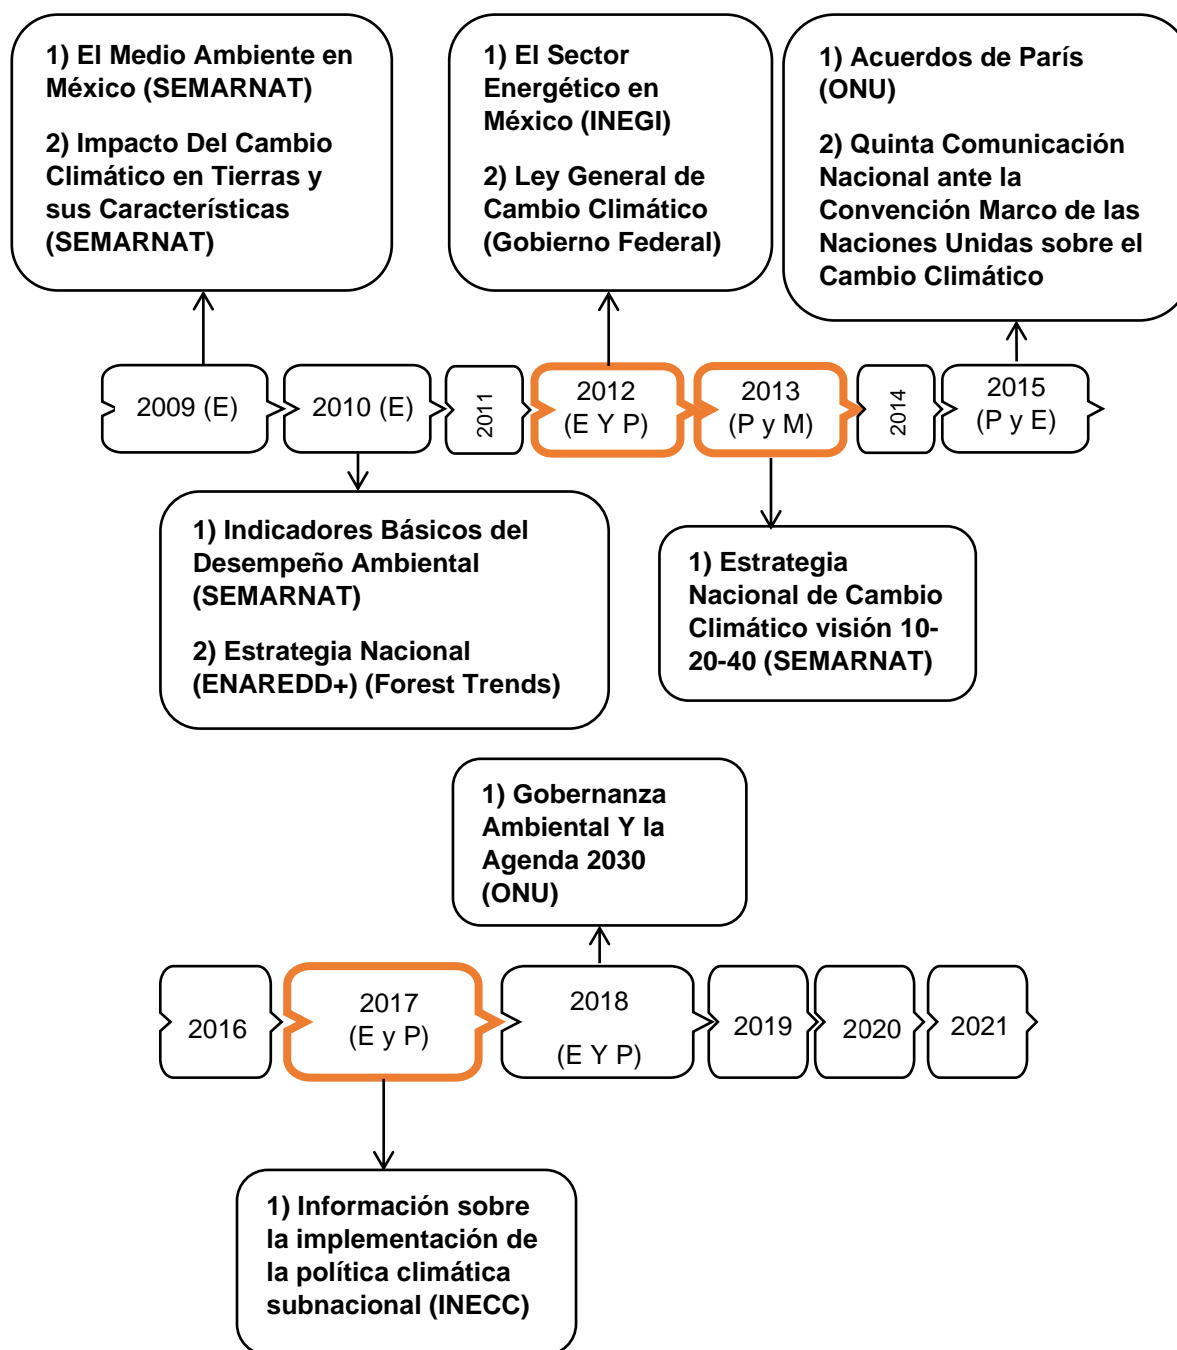 1) El Medio Ambiente en
México (SEMARNAT)
2) Impacto Del Cambio
Climático en Tierras y
sus Características
(SEMARNAT)
1) El Sector
Energético en
México (INEGI)
2) Ley General de
Cambio Climático
(Gobierno Federal)
1) Acuerdos de París
(ONU)
2) Quinta Comunicación
Nacional ante la
Convención Marco de las
Naciones Unidas sobre el
Cambio Climático
2009 (E)
2010 (E)
2011
2012
(E Y P)
2013
(P y M)
2014
2015
(P y E)
1) Indicadores Básicos del
Desempeño Ambiental
(SEMARNAT)
2) Estrategia Nacional
(ENAREDD+) (Forest Trends)
1) Estrategia
Nacional de Cambio
Climático visión 10-
20-40 (SEMARNAT)
1) Gobernanza
Ambiental Y la
Agenda 2030
(ONU)
2016
2017
(E y P)
2018
(E Y P)
2019
2020
2021
1) Información sobre
la implementación de
la política climática
subnacional (INECC)